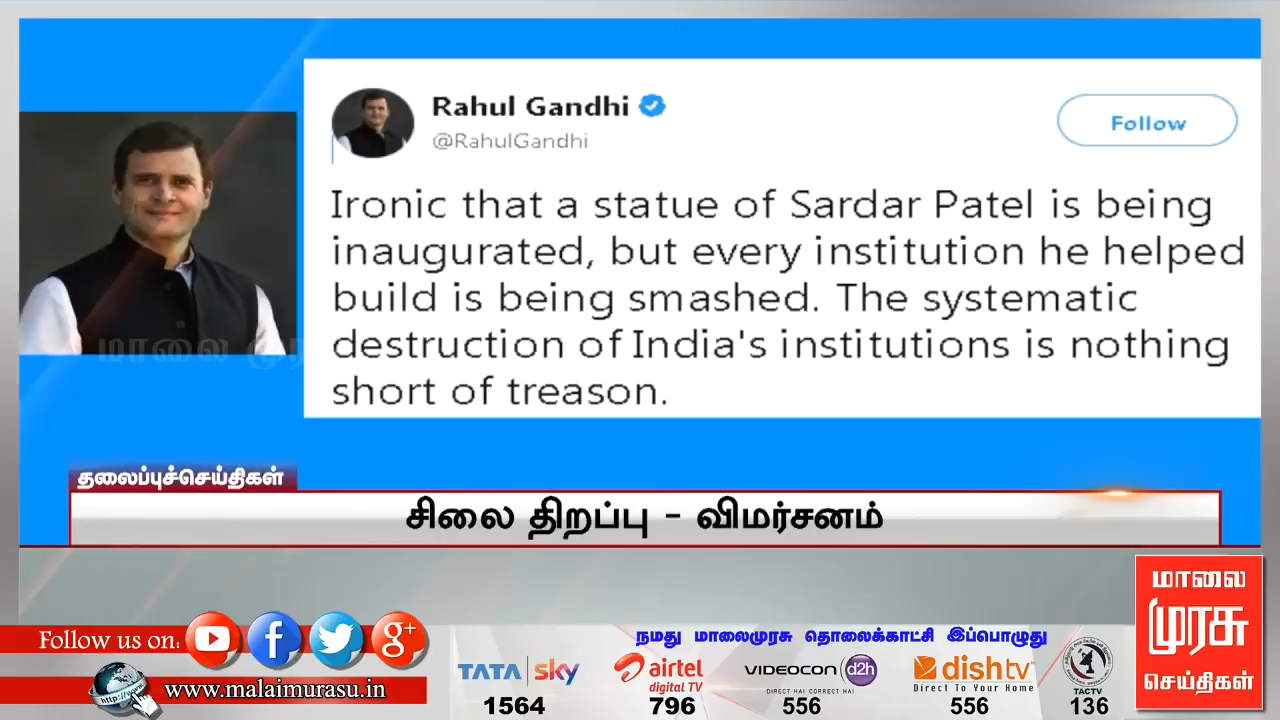 Rahul Gandhi
@RahulGandhi
Follow
Ironic that a statue of Sardar Patel is being
inaugurated, but every institution he helped
build is being smashed. The systematic
destruction of India's institutions is nothing
short of treason.
மாலை முர
தலைப்புச்செய்திகள்
சிலை திறப்பு - விமர்சனம்
மாலை
முரசு
செய்திகள்
Follow us on:
http://
www.malaimurasu.in
நமது மாலைமுரசு தொலைக்காட்சி இப்பொழுது
TATA sky
1564
airtel
digital TV
796
VIDEOCON d2h
DIRECT HAI CORRECT HAI
556
dishtv
Direct To Your Home
556
TACTV
136